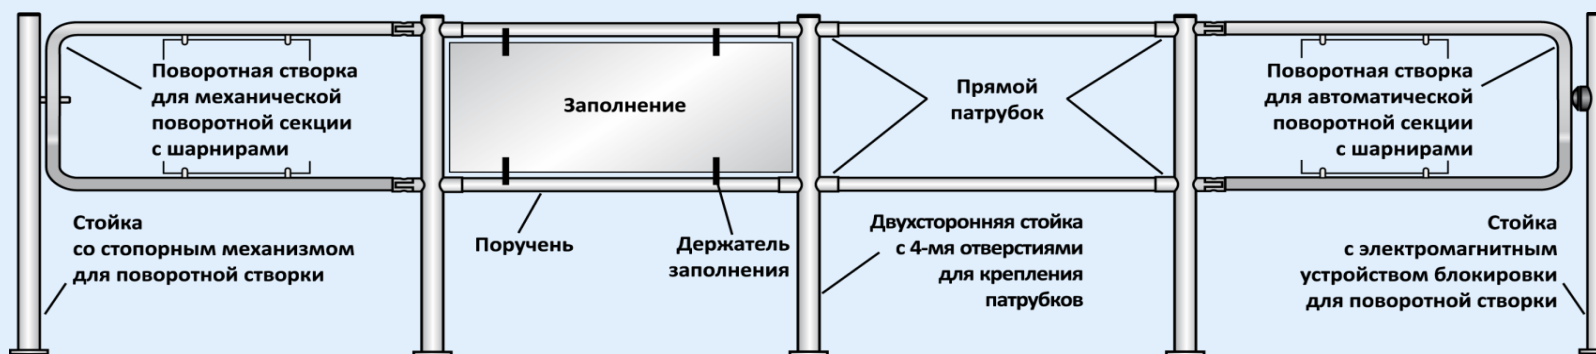 Поворотная створка
для механической
поворотной секции
с шарнирами
Заполнение
Прямой
патрубок
Поворотная створка
для автоматической
поворотной секции
с шарнирами
Стойка
со стопорным механизмом
для поворотной створки
Поручень
Держатель
заполнения
Двухсторонняя стойка
с 4-мя отверстиями
для крепления
патрубков
Стойка
с электромагнитным
устройством блокировки
для поворотной створки